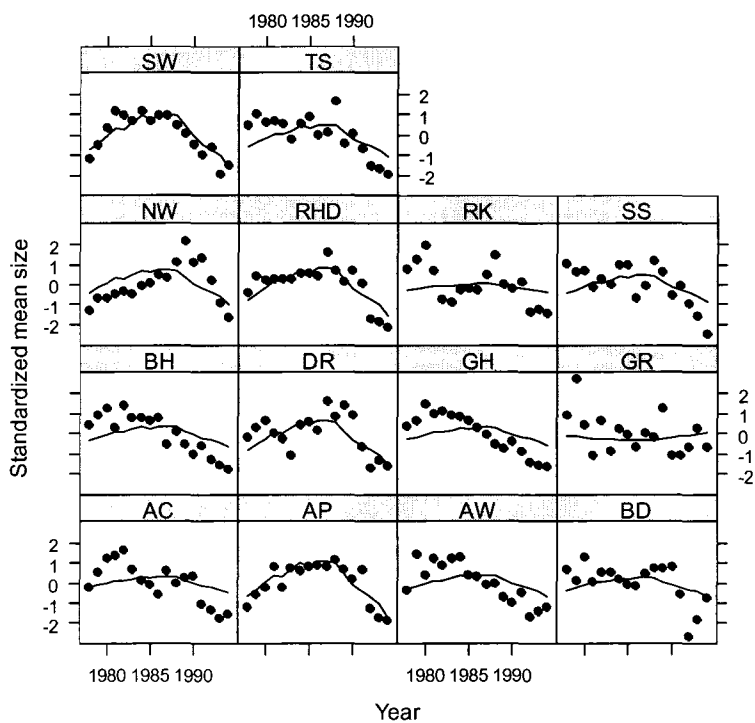 1980 1985 1990
SW TS
2
1
0
-1
-2
NW RHD RK SS
2
1
0
-1
-2
Standardized mean size
BH DR GH GR
2
1
0
-1
-2
AC AP AW BD
2
1
0
-1
-2
1980 1985 1990 1980 1985 1990
Year